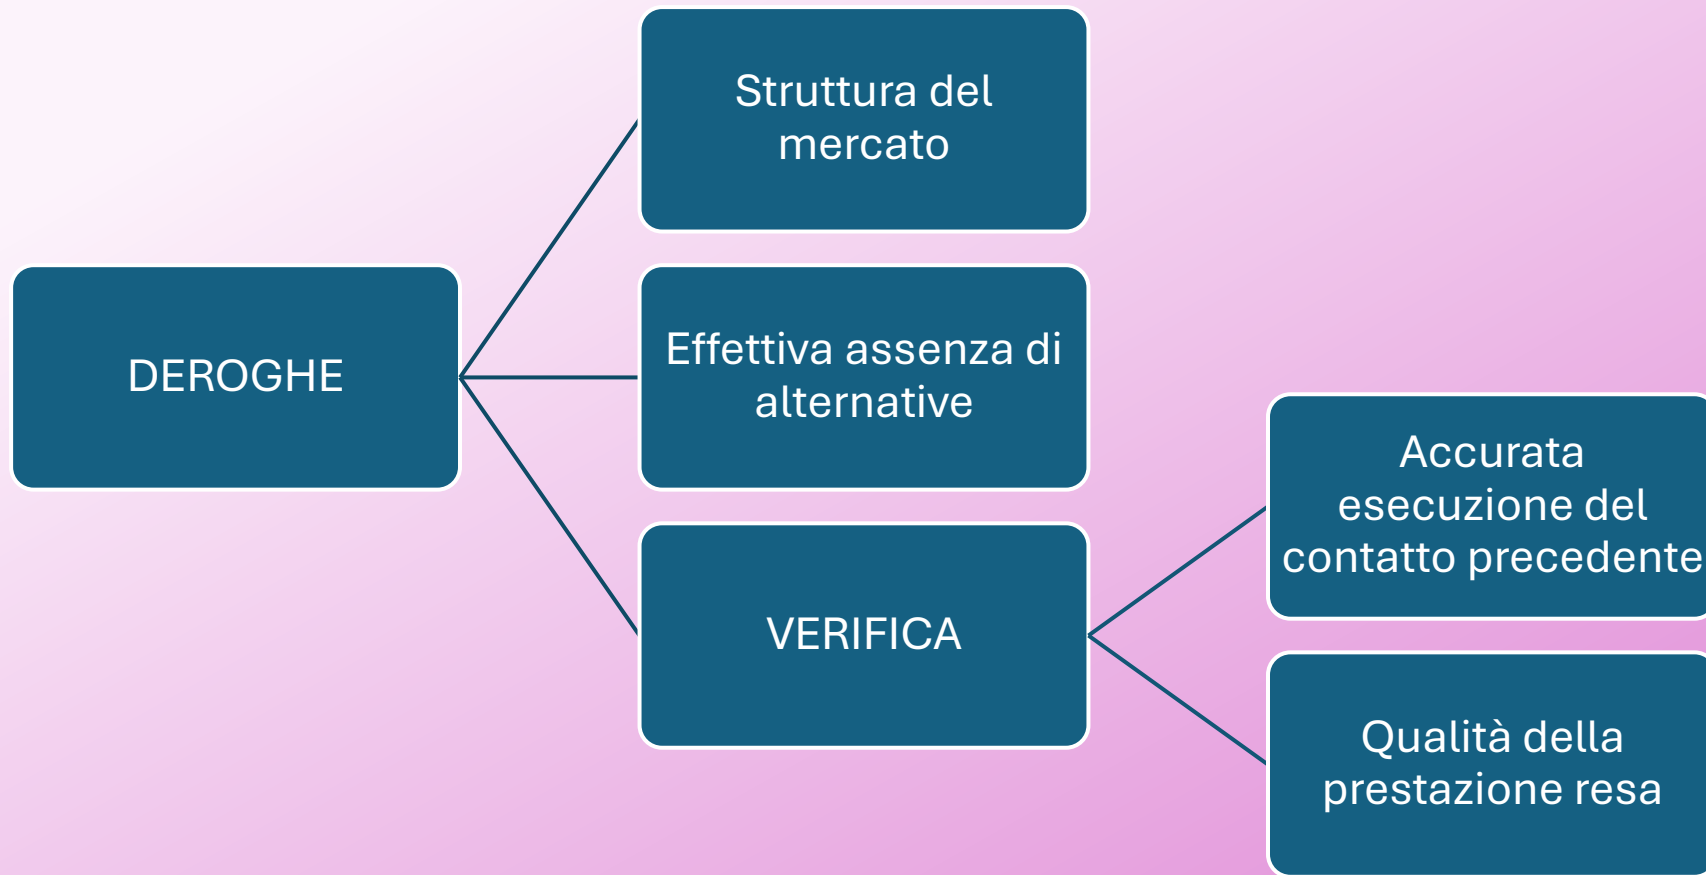 DEROGHE
Struttura del
mercato
Effettiva assenza di
alternative
VERIFICA
Accurata
esecuzione del
contatto precedente
Qualità della
prestazione resa